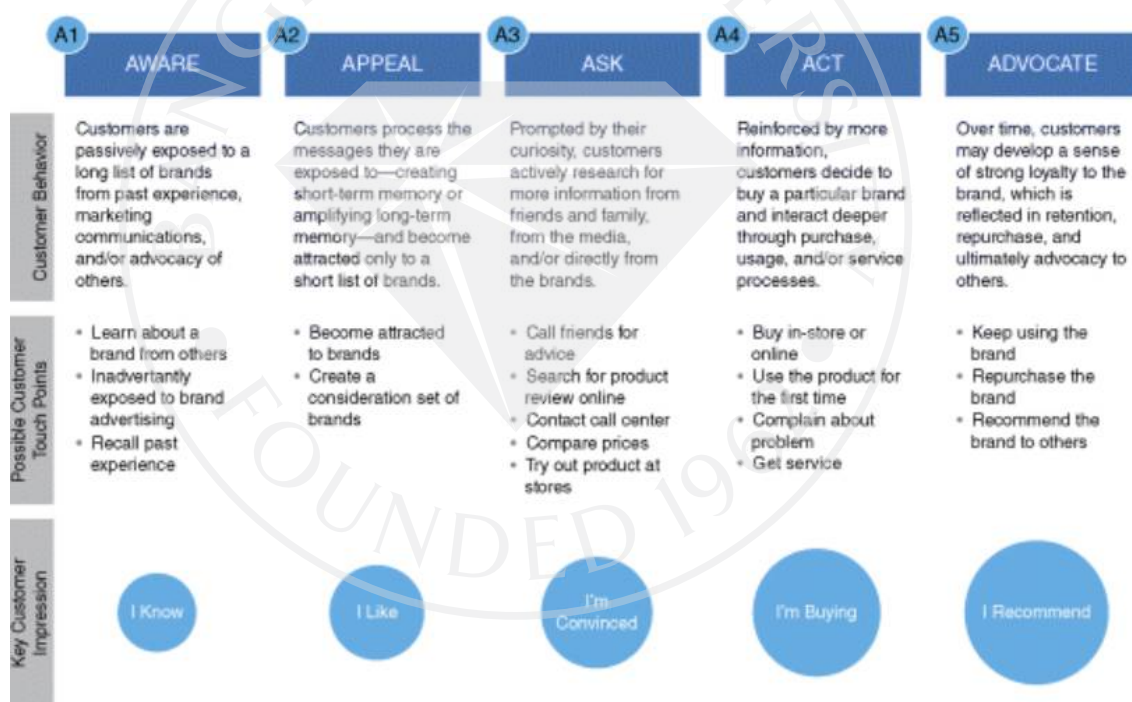 A1
AWARE
A2
APPEAL
A3
ASK
A4
ACT
A5
ADVOCATE
Customer Behavior
Customers are
passively exposed to a
long list of brands
from past experience,
marketing
communications,
and/or advocacy of
others.
Customers process the
messages they are
exposed to—creating
short-term memory or
amplifying long-term
memory—and become
attracted only to a
short list of brands.
Prompted by their
curiosity, customers
actively research for
more information from
friends and family,
from the media,
and/or directly from
the brands.
Reinforced by more
information,
customers decide to
buy a particular brand
and interact deeper
through purchase,
usage, and/or service
processes.
Over time, customers
may develop a sense
of strong loyalty to the
brand, which is
reflected in retention,
repurchase, and
ultimately advocacy to
others.
Possible Customer
Touch Points
• Learn about a
brand from others
• Inadvertantly
exposed to brand
advertising
• Recall past
experience
• Become attracted
to brands
• Create a
consideration set of
brands
• Call friends for
advice
• Search for product
review online
• Contact call center
• Compare prices
• Try out product at
stores
• Buy in-store or
online
• Use the product for
the first time
• Complain about
problem
• Get service
• Keep using the
brand
• Repurchase the
brand
• Recommend the
brand to others
Key Customer
Impression
I Know
I Like
I'm
Convinced
I'm Buying
I Recommend
FOUNDED